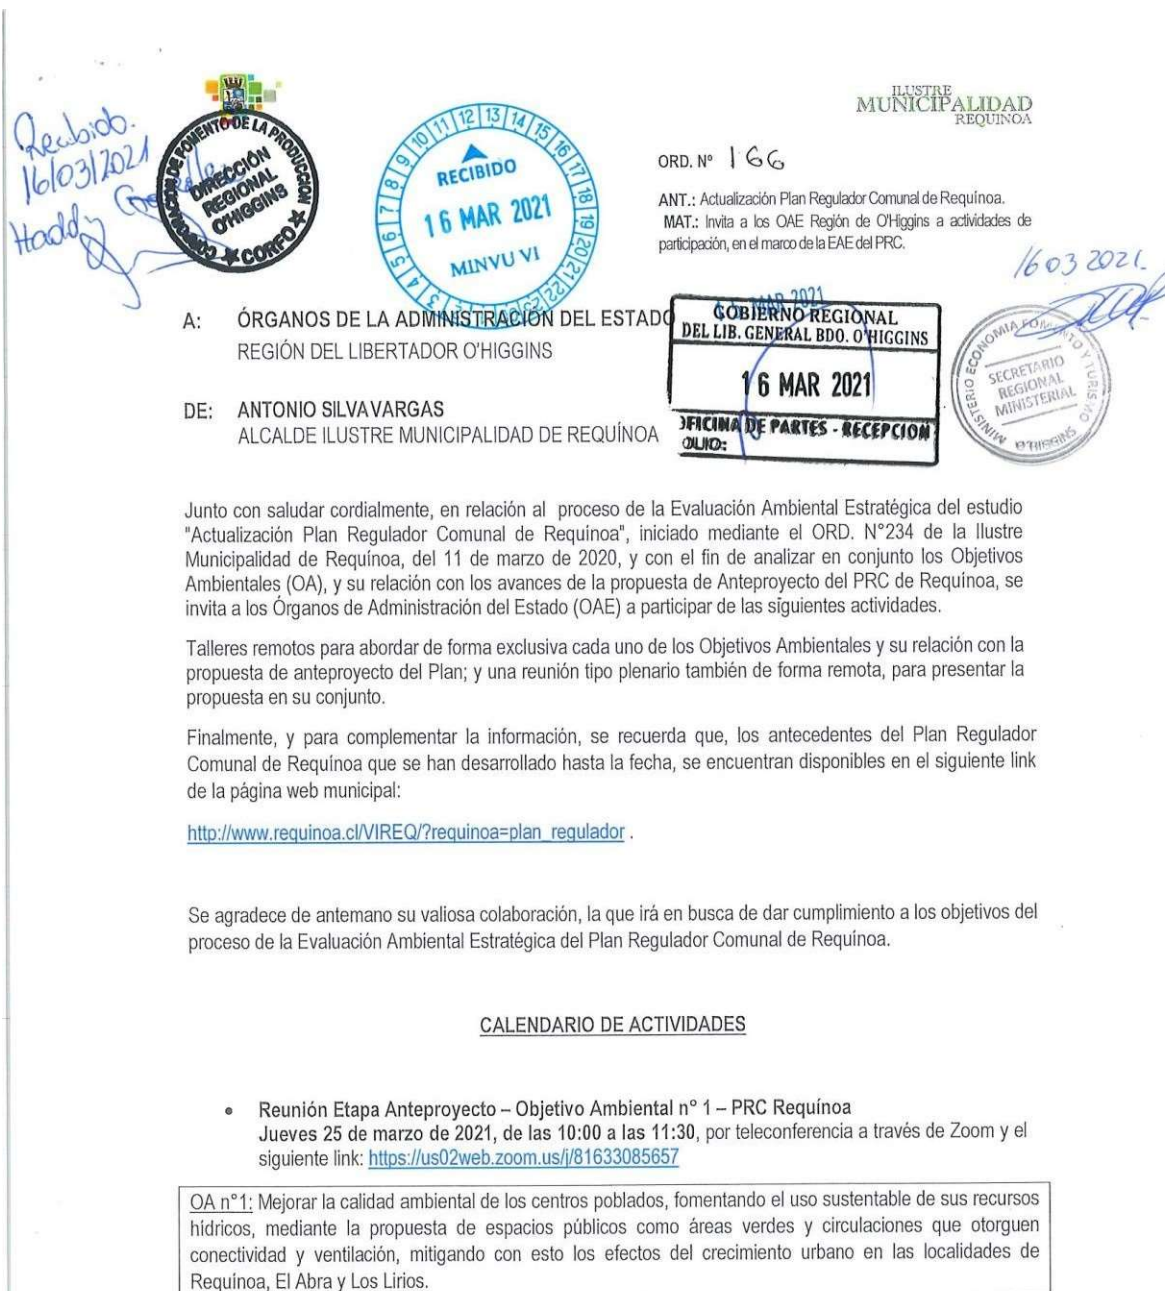 Recibido.
16/03/2021
CORPORACION DE FOMENTO DE LA PRODUCCION
DIRECCIÓN
REGIONAL
O'HIGGINS
CORFO
RECIBIDO
16 MAR 2021
MINVU VI
ILUSTRE
MUNICIPALIDAD
REQUINOA
ORD. Nº 166
ANT.: Actualización Plan Regulador Comunal de Requínoa.
MAT.: Invita a los OAE Región de O'Higgins a actividades de
participación, en el marco de la EAE del PRC.
16 03 2021.
A: ÓRGANOS DE LA ADMINISTRACIÓN DEL ESTADO
REGIÓN DEL LIBERTADOR O'HIGGINS
MAR 2021
GOBIERNO REGIONAL
DEL LIB. GENERAL BDO. O'HIGGINS
16 MAR 2021
OFICINA DE PARTES - RECEPCION
MINISTERIO ECONOMIA FOMENTO Y TURISMO
SECRETARIO
REGIONAL
MINISTERIAL
O'HIGGINS
DE: ANTONIO SILVA VARGAS
ALCALDE ILUSTRE MUNICIPALIDAD DE REQUÍNOA
Junto con saludar cordialmente, en relación al proceso de la Evaluación Ambiental Estratégica del estudio
"Actualización Plan Regulador Comunal de Requínoa", iniciado mediante el ORD. N°234 de la Ilustre
Municipalidad de Requínoa, del 11 de marzo de 2020, y con el fin de analizar en conjunto los Objetivos
Ambientales (OA), y su relación con los avances de la propuesta de Anteproyecto del PRC de Requínoa, se
invita a los Órganos de Administración del Estado (OAE) a participar de las siguientes actividades.
Talleres remotos para abordar de forma exclusiva cada uno de los Objetivos Ambientales y su relación con la
propuesta de anteproyecto del Plan; y una reunión tipo plenario también de forma remota, para presentar la
propuesta en su conjunto.
Finalmente, y para complementar la información, se recuerda que, los antecedentes del Plan Regulador
Comunal de Requínoa que se han desarrollado hasta la fecha, se encuentran disponibles en el siguiente link
de la página web municipal:
http://www.requinoa.cl/VIREQ/?requinoa=plan_regulador .
Se agradece de antemano su valiosa colaboración, la que irá en busca de dar cumplimiento a los objetivos del
proceso de la Evaluación Ambiental Estratégica del Plan Regulador Comunal de Requínoa.
CALENDARIO DE ACTIVIDADES
• Reunión Etapa Anteproyecto – Objetivo Ambiental n° 1 – PRC Requínoa
Jueves 25 de marzo de 2021, de las 10:00 a las 11:30, por teleconferencia a través de Zoom y el
siguiente link: https://us02web.zoom.us/j/81633085657
OA n°1: Mejorar la calidad ambiental de los centros poblados, fomentando el uso sustentable de sus recursos
hídricos, mediante la propuesta de espacios públicos como áreas verdes y circulaciones que otorguen
conectividad y ventilación, mitigando con esto los efectos del crecimiento urbano en las localidades de
Requínoa, El Abra y Los Lirios.